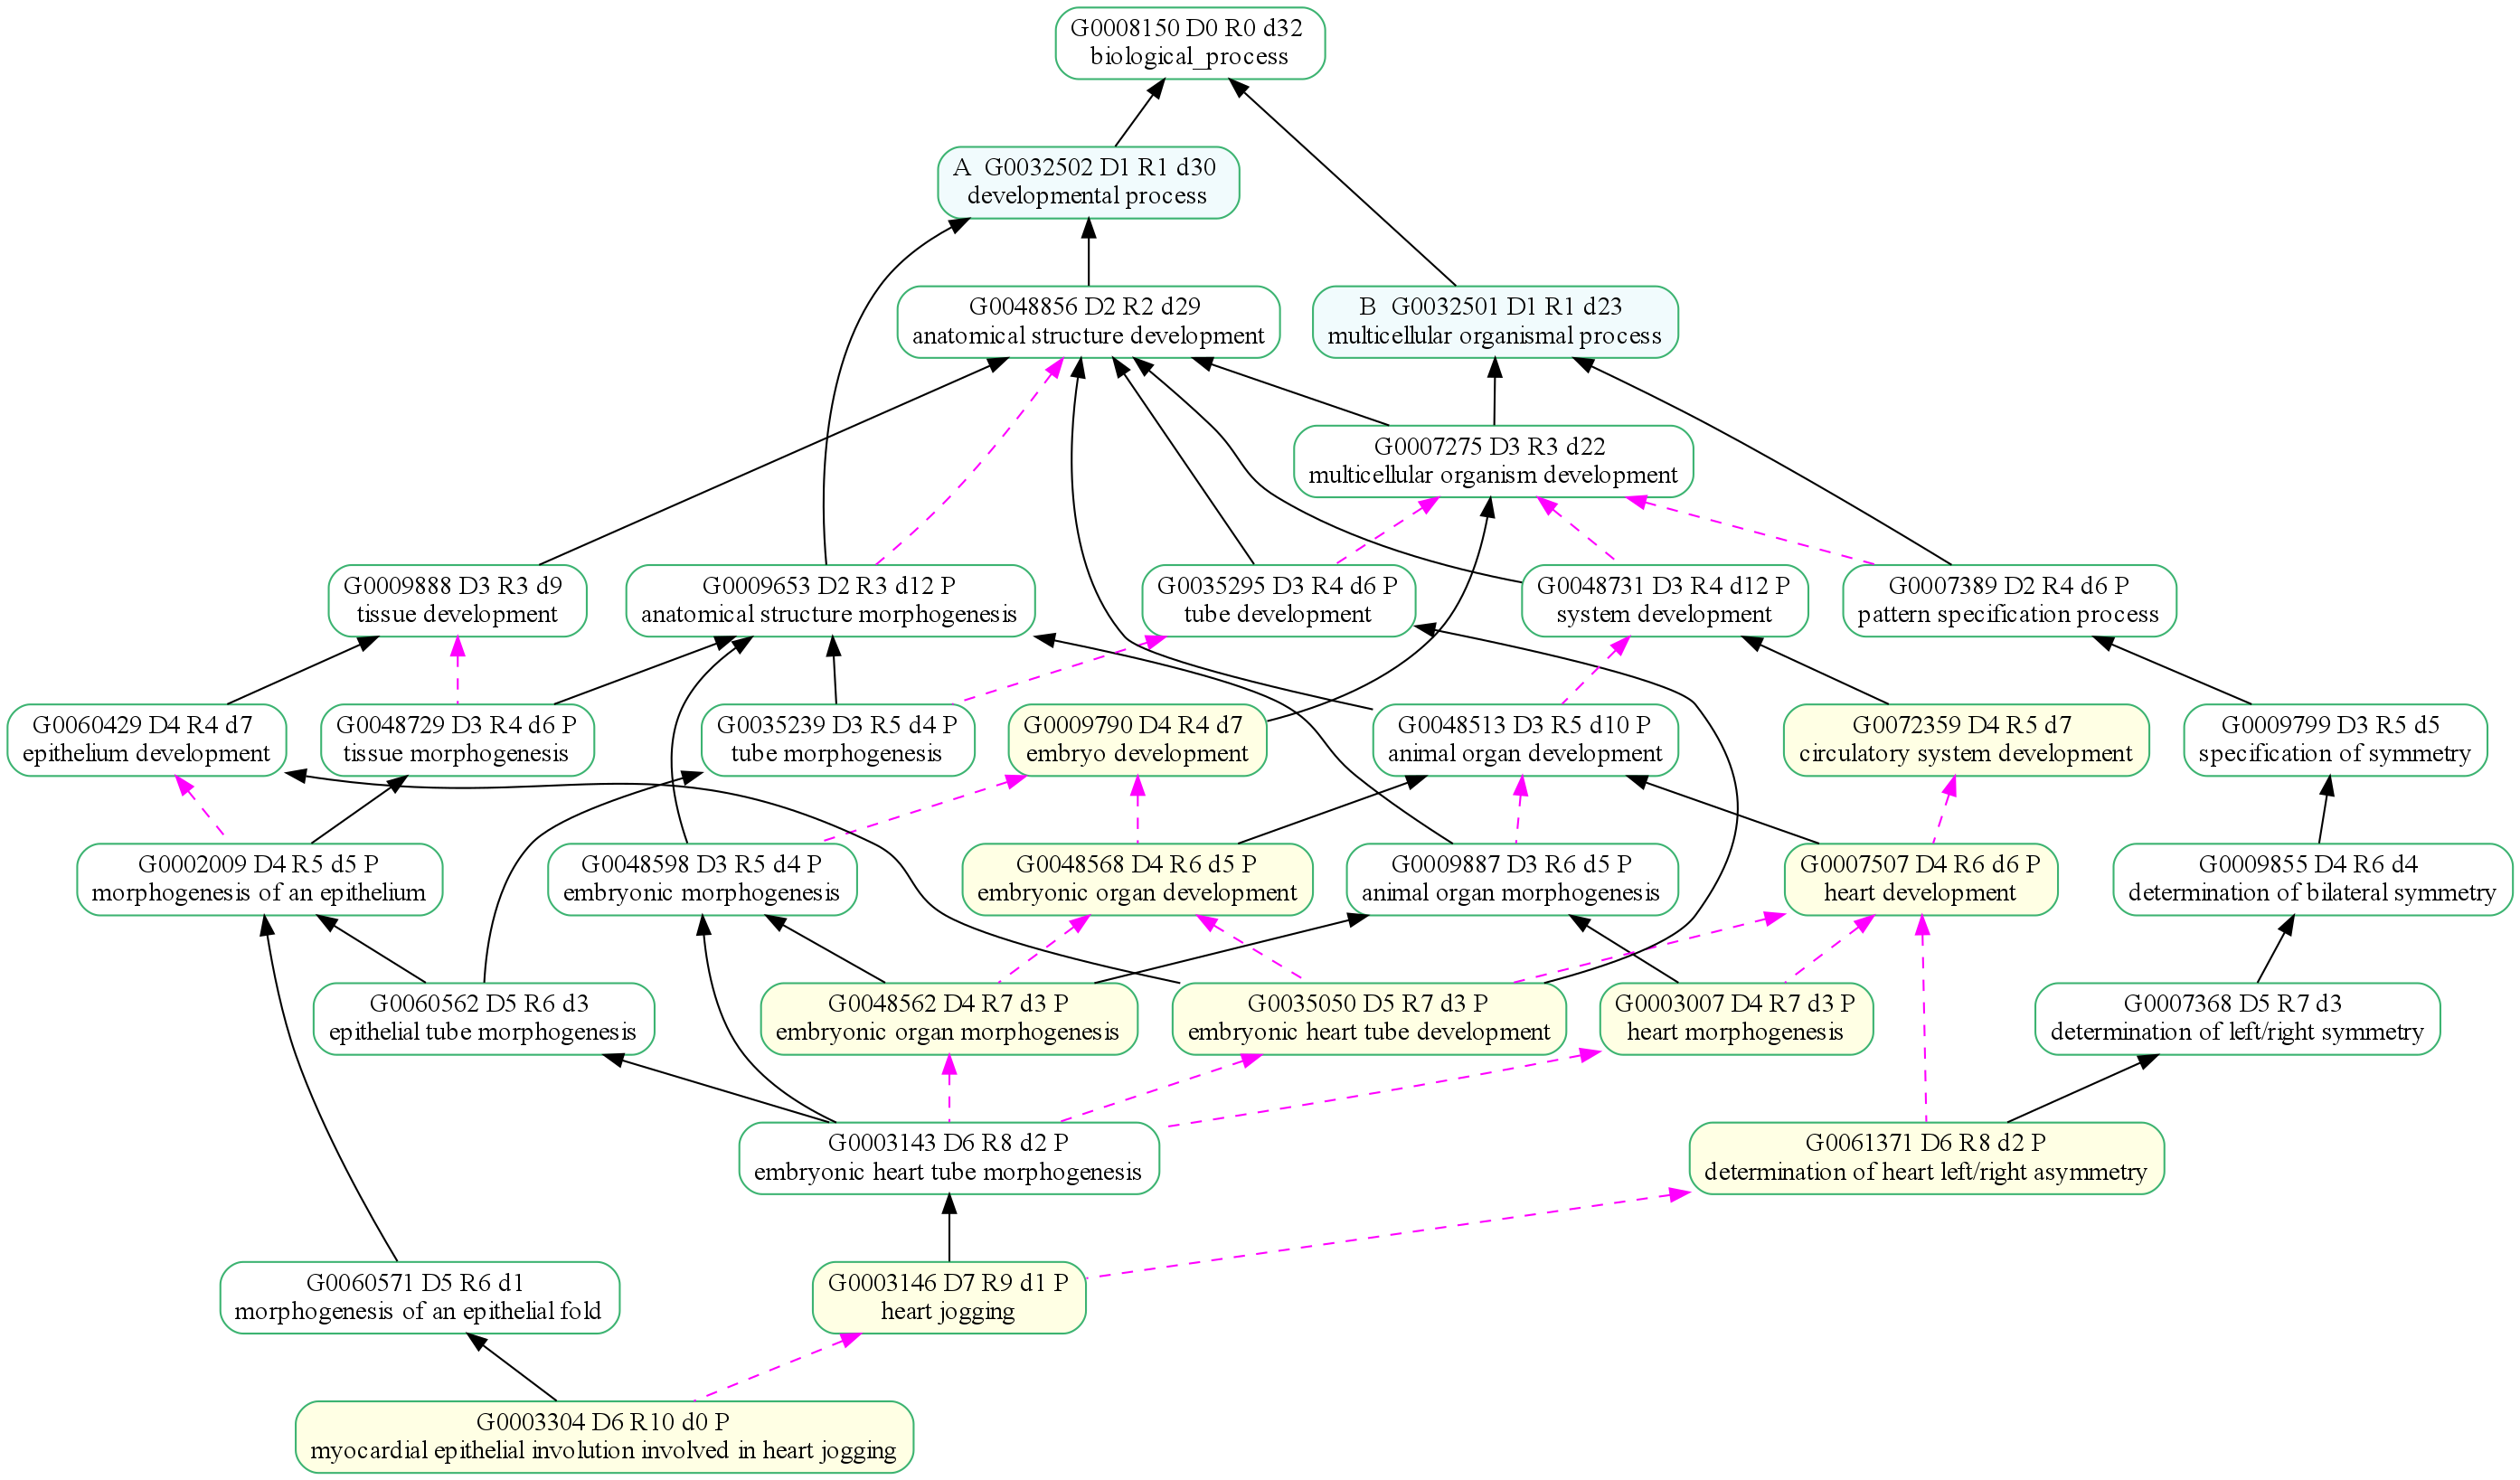 G0008150 D0 R0 d32
biological_process
A  G0032502 D1 R1 d30
developmental process
G0048856 D2 R2 d29
anatomical structure development
B  G0032501 D1 R1 d23
multicellular organismal process
G0007275 D3 R3 d22
multicellular organism development
G0009888 D3 R3 d9
tissue development
G0009653 D2 R3 d12 P
anatomical structure morphogenesis
G0035295 D3 R4 d6 P
tube development
G0048731 D3 R4 d12 P
system development
G0007389 D2 R4 d6 P
pattern specification process
G0060429 D4 R4 d7
epithelium development
G0048729 D3 R4 d6 P
tissue morphogenesis
G0035239 D3 R5 d4 P
tube morphogenesis
G0009790 D4 R4 d7
embryo development
G0048513 D3 R5 d10 P
animal organ development
G0072359 D4 R5 d7
circulatory system development
G0009799 D3 R5 d5
specification of symmetry
G0002009 D4 R5 d5 P
morphogenesis of an epithelium
G0048598 D3 R5 d4 P
embryonic morphogenesis
G0048568 D4 R6 d5 P
embryonic organ development
G0009887 D3 R6 d5 P
animal organ morphogenesis
G0007507 D4 R6 d6 P
heart development
G0009855 D4 R6 d4
determination of bilateral symmetry
G0060562 D5 R6 d3
epithelial tube morphogenesis
G0048562 D4 R7 d3 P
embryonic organ morphogenesis
G0035050 D5 R7 d3 P
embryonic heart tube development
G0003007 D4 R7 d3 P
heart morphogenesis
G0007368 D5 R7 d3
determination of left/right symmetry
G0003143 D6 R8 d2 P
embryonic heart tube morphogenesis
G0061371 D6 R8 d2 P
determination of heart left/right asymmetry
G0060571 D5 R6 d1
morphogenesis of an epithelial fold
G0003146 D7 R9 d1 P
heart jogging
G0003304 D6 R10 d0 P
myocardial epithelial involution involved in heart jogging